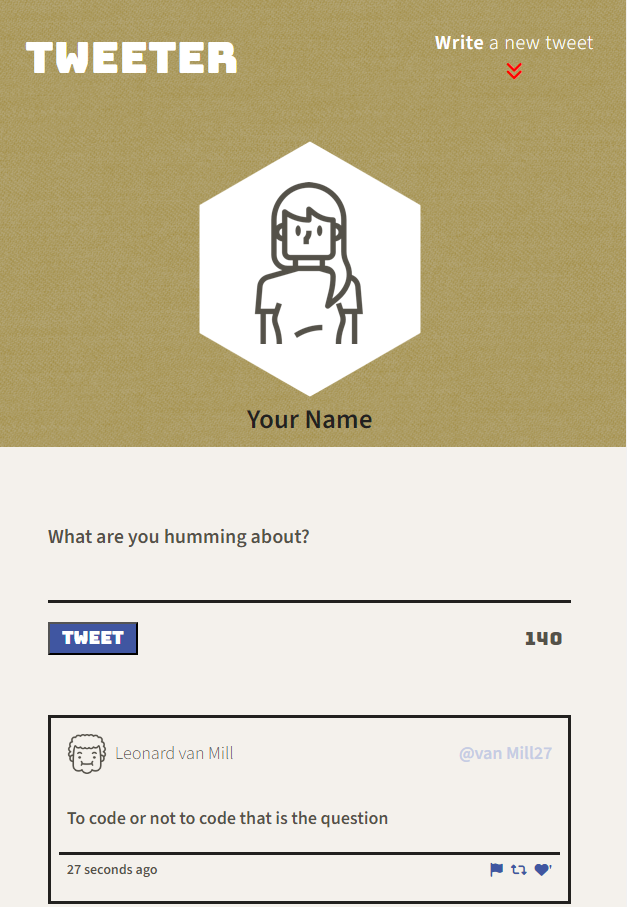 TWEETER
Write a new tweet
Your Name
What are you humming about?
TWEET
140
Leonard van Mill
@van Mill27
To code or not to code that is the question
27 seconds ago